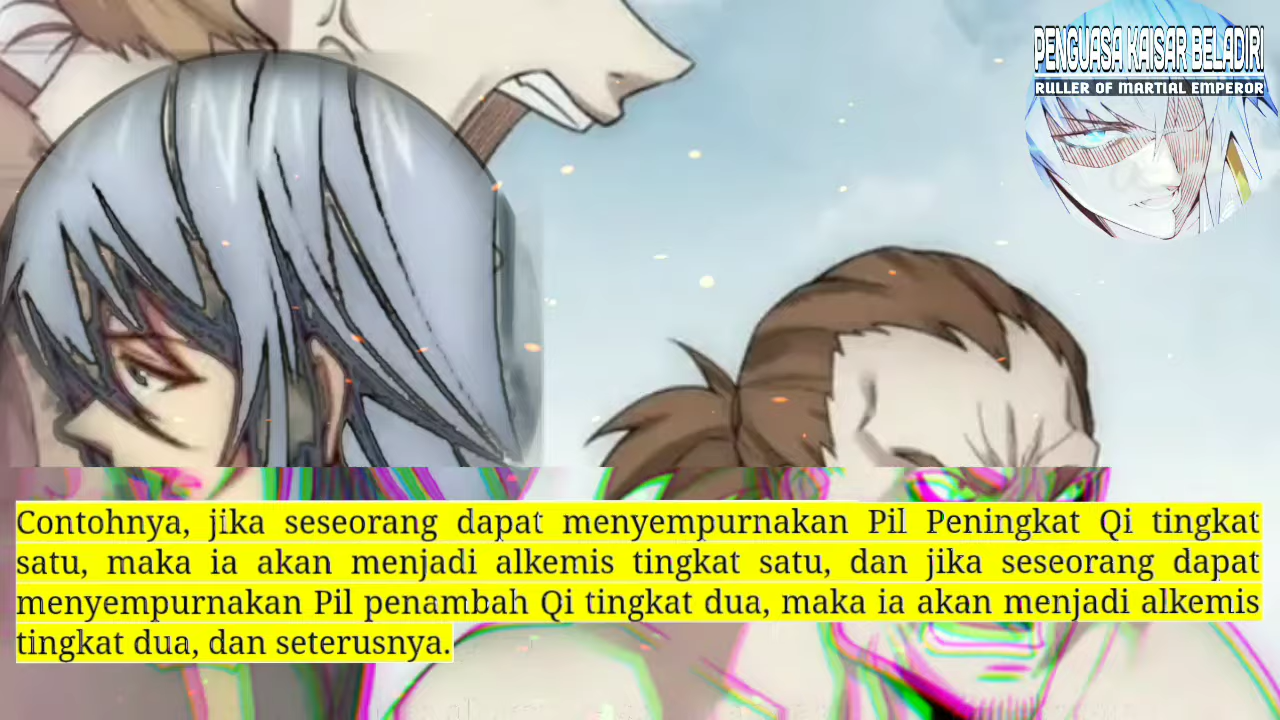 PENGUASA KAISAR BELADIRI
RULLER OF MARTIAL EMPEROR
Contohnya, jika seseorang dapat menyempurnakan Pil Peningkat Qi tingkat
satu, maka ia akan menjadi alkemis tingkat satu, dan jika seseorang dapat
menyempurnakan Pil penambah Qi tingkat dua, maka ia akan menjadi alkemis
tingkat dua, dan seterusnya.